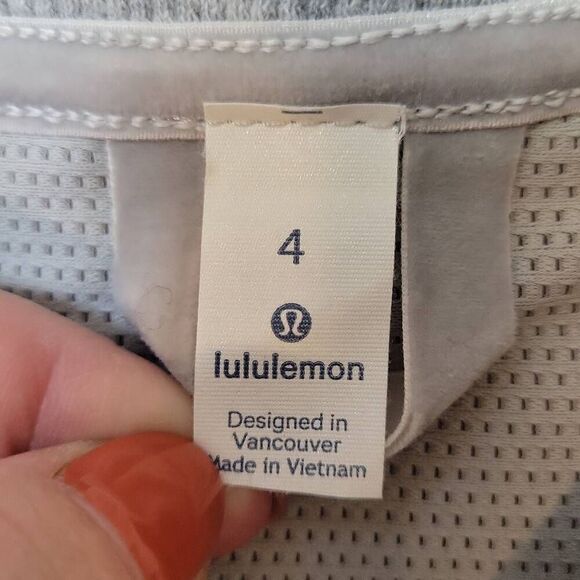 4
lululemon
Designed in
Vancouver
Made in Vietnam